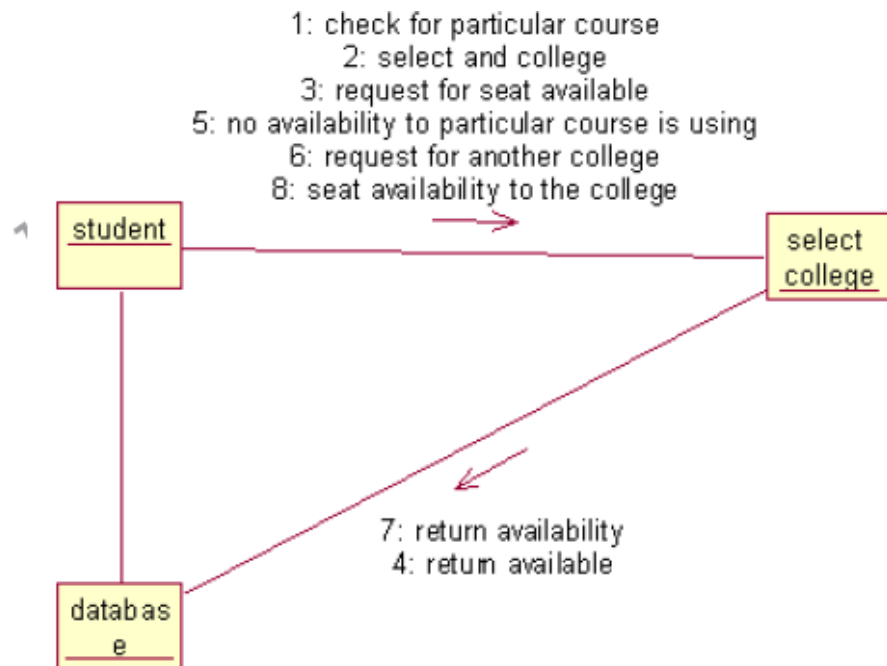 1: check for particular course
2: select and college
3: request for seat available
5: no availability to particular course is using
6: request for another college
8: seat availability to the college
student
select
college
7: return availability
4: return available
databas
e